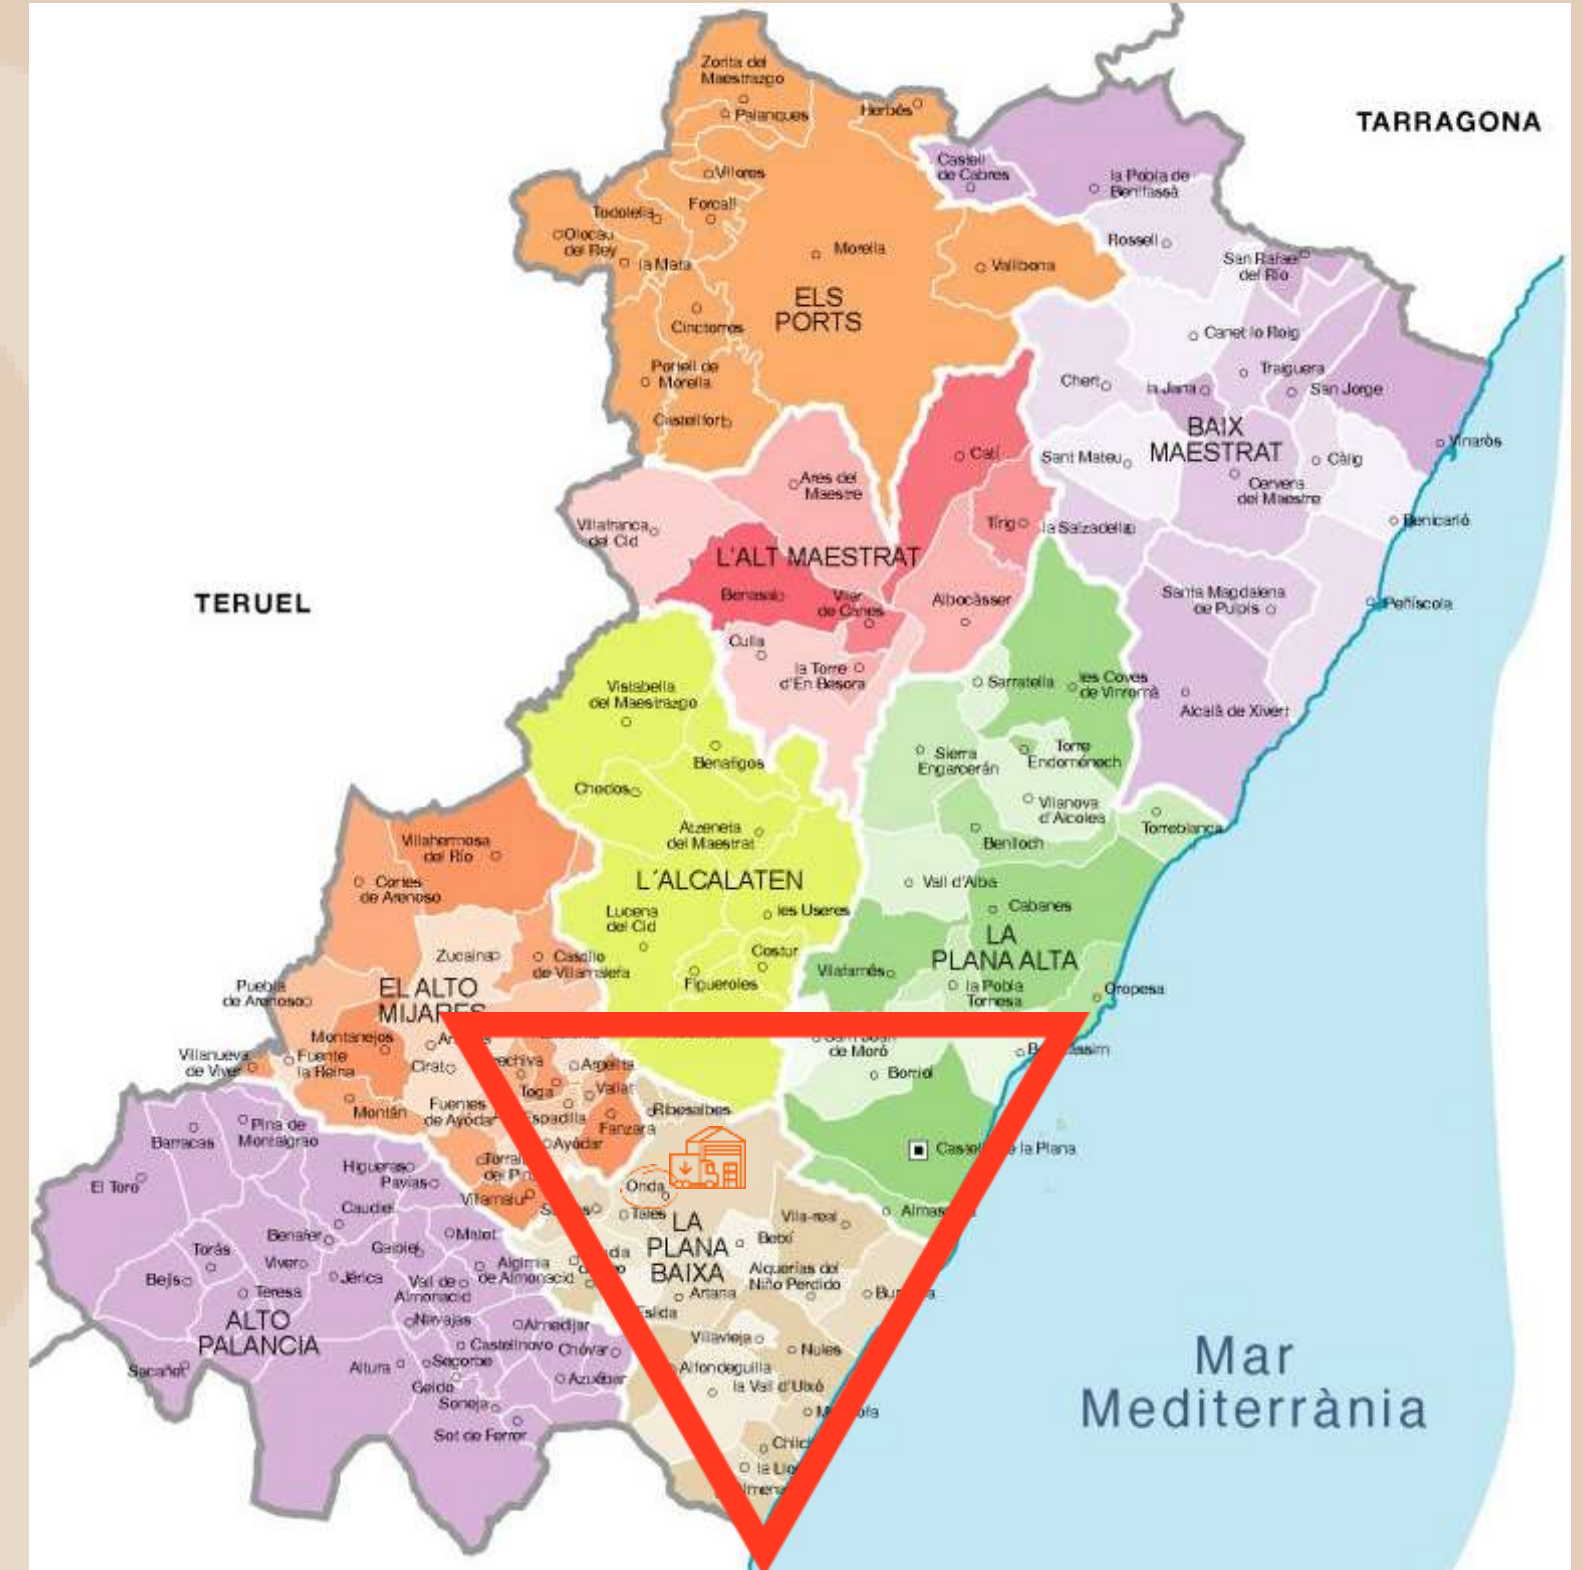 TARRAGONA
Zorita del
Maestrazgo
Palanques
Herbés
Castell
de Cabres
la Pobla de
Benifassà
Villores
Forcall
Todolella
Olocau
del Rey
la Mata
Morella
Vallibona
Rossell
San Rafael
del Río
ELS
PORTS
Cinctorres
Canet lo Roig
Portell de
Morella
Chert
la Jana
Traiguera
San Jorge
Castellfort
BAIX
MAESTRAT
Vinaròs
Catí
Sant Mateu
Càlig
Cervera
del Maestre
Ares del
Maestre
Villafranca
del Cid
Tírig
la Salzadella
Benicarló
L'ALT MAESTRAT
TERUEL
Benasal
Vilar
de Canes
Albocàsser
Santa Magdalena
de Pulpis
Peñíscola
Culla
la Torre
d'En Besora
Sarratella
les Coves
de Vinromà
Alcalà de Xivert
Vistabella
del Maestrazgo
Benafigos
Sierra
Engarcerán
Torre
Endoménech
Chodos
Vilanova
d'Alcolea
Torreblanca
Atzeneta
del Maestrat
Benlloch
Villahermosa
del Río
Cortes
de Arenoso
L´ALCALATEN
Vall d'Alba
Cabanes
Lucena
del Cid
les Useres
LA
PLANA ALTA
Zucaina
Castillo
de Villamalefa
Costur
Figueroles
Vilafamés
la Pobla
Tornesa
Oropesa
Puebla
de Arenoso
EL ALTO
MIJARES
Montanejos
Villanueva
de Viver
Fuente
la Reina
Cirat
Argelita
Toga
Vallat
de Moró
Borriol
Montán
Fuentes
de Ayódar
Espadilla
Fanzara
Ribesalbes
Ayódar
Barracas
Pina de
Montalgrao
Higueras
Pavías
El Toro
Villamalur
Onda
Tales
Caudiel
Benafer
Matet
Gaibiel
LA
PLANA
BAIXA
Vila-real
Betxí
Alquerías del
Niño Perdido
Torás
Viver
Bejís
Teresa
Jérica
Vall de
Almonacid
Algimia
de Almonacid
Artana
Eslida
ALTO
PALANCIA
Navajas
Almedíjar
Castellnovo
Chóvar
Villavieja
Nules
Sacañet
Altura
Segorbe
Geldo
Azuébar
Alfondeguilla
la Vall d'Uixó
Soneja
Sot de Ferrer
Mar
Mediterrània